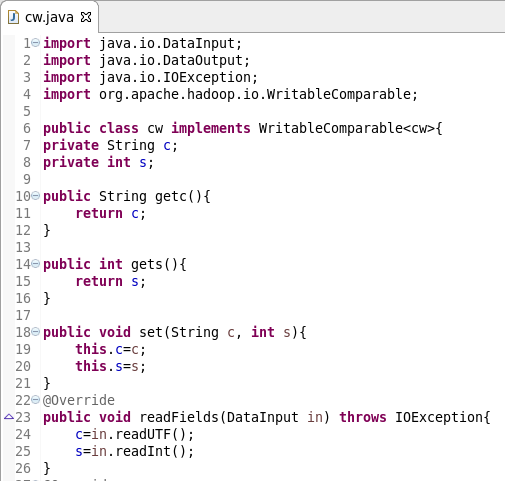 cw.java
1 import java.io.DataInput;
2 import java.io.DataOutput;
3 import java.io.IOException;
4 import org.apache.hadoop.io.WritableComparable;
5
6 public class cw implements WritableComparable<cw>{
7 private String c;
8 private int s;
9
10 public String getc(){
11     return c;
12 }
13
14 public int gets(){
15     return s;
16 }
17
18 public void set(String c, int s){
19     this.c=c;
20     this.s=s;
21 }
22 @Override
23 public void readFields(DataInput in) throws IOException{
24     c=in.readUTF();
25     s=in.readInt();
26 }